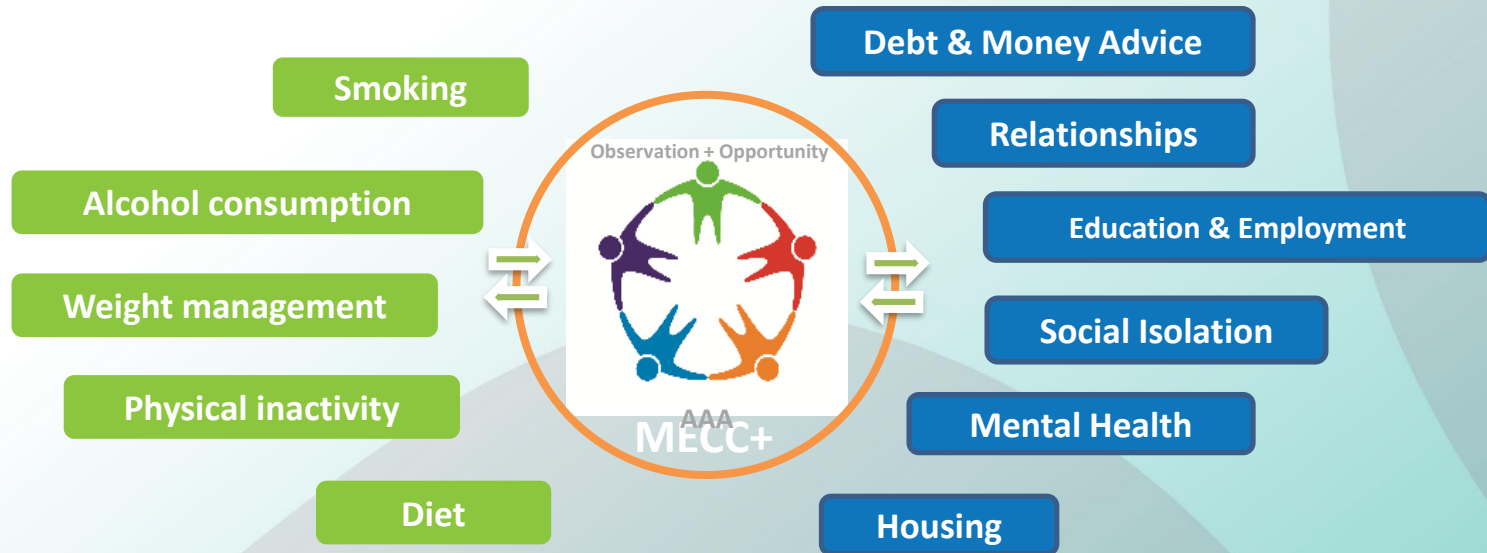 Smoking
Alcohol consumption
Weight management
Physical inactivity
Diet
Observation + Opportunity
AAA
MECC+
Debt & Money Advice
Relationships
Education & Employment
Social Isolation
Mental Health
Housing